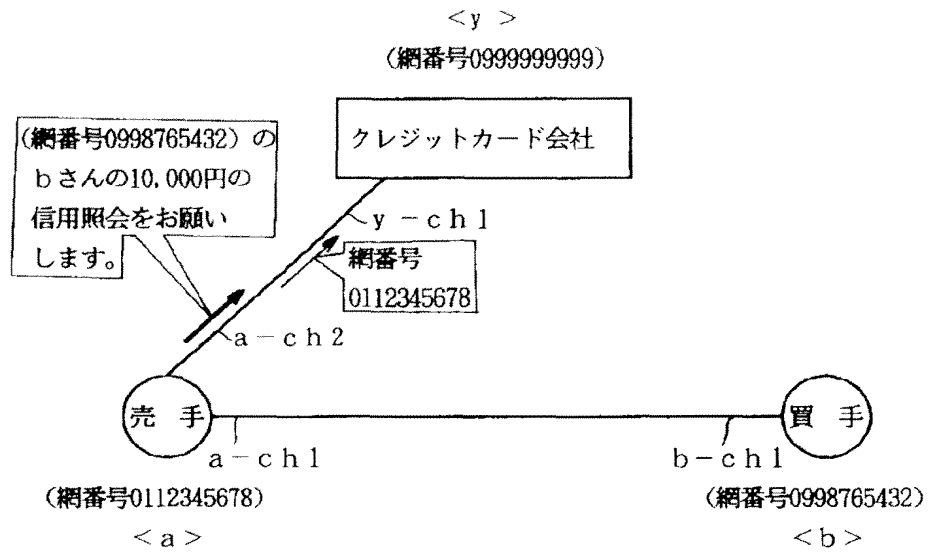 <y>
(網番号0999999999)
クレジットカード会社
(網番号0998765432)の
bさんの10,000円の
信用照会をお願い
します。
y-ch1
網番号
0112345678
a-ch2
売手
買手
a-ch1
b-ch1
(網番号0112345678)
(網番号0998765432)
<a>
<b>